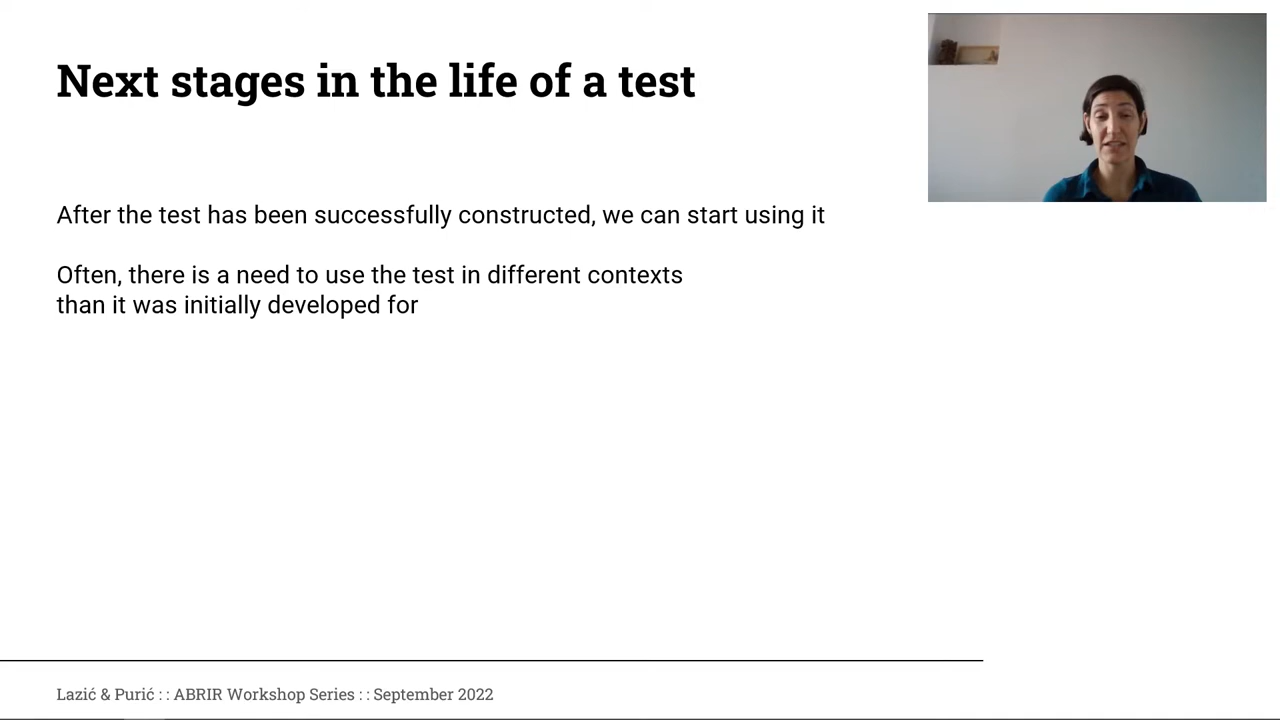 Next stages in the life of a test
After the test has been successfully constructed, we can start using it
Often, there is a need to use the test in different contexts
than it was initially developed for
Lazić & Purić : : ABRIR Workshop Series : : September 2022